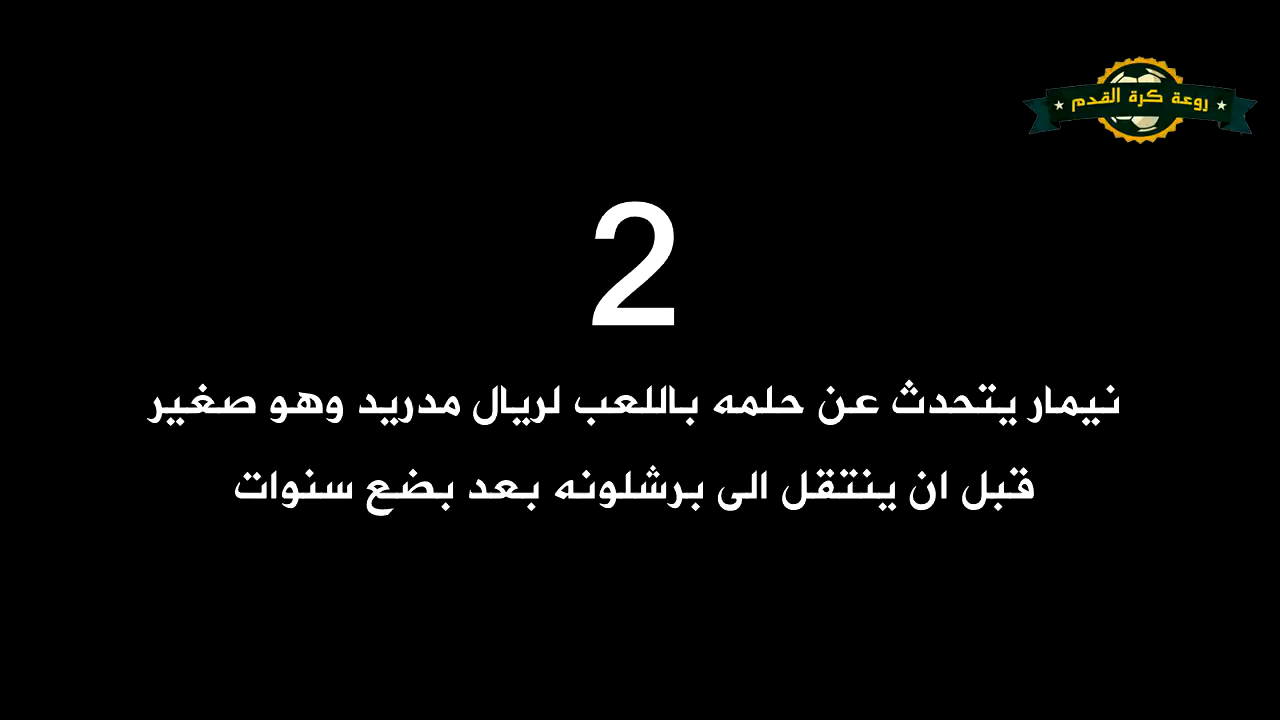 روعة كرة القدم
2
نيمار يتحدث عن حلمه باللعب لريال مدريد وهو صغير
قبل ان ينتقل الى برشلونه بعد بضع سنوات